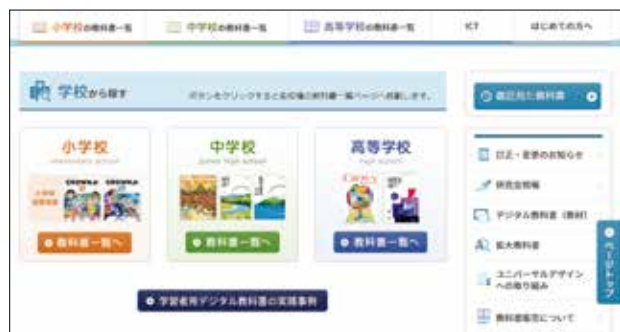 小学校の教科書一覧
中学校の教科書一覧
高等学校の教科書一覧
ICT
はじめての方へ
学校から探す
ボタンをクリックすると各校種の教科書一覧ページへ移動します。
最近見た教科書
小学校
elementary school
中学校
junior high school
高等学校
high school
教科書一覧へ
教科書一覧へ
教科書一覧へ
学習者用デジタル教科書の実践事例
訂正・変更のお知らせ
研究会情報
デジタル教科書（教材）
拡大教科書
ユニバーサルデザイン
への取り組み
教科書販売について
ページトップ